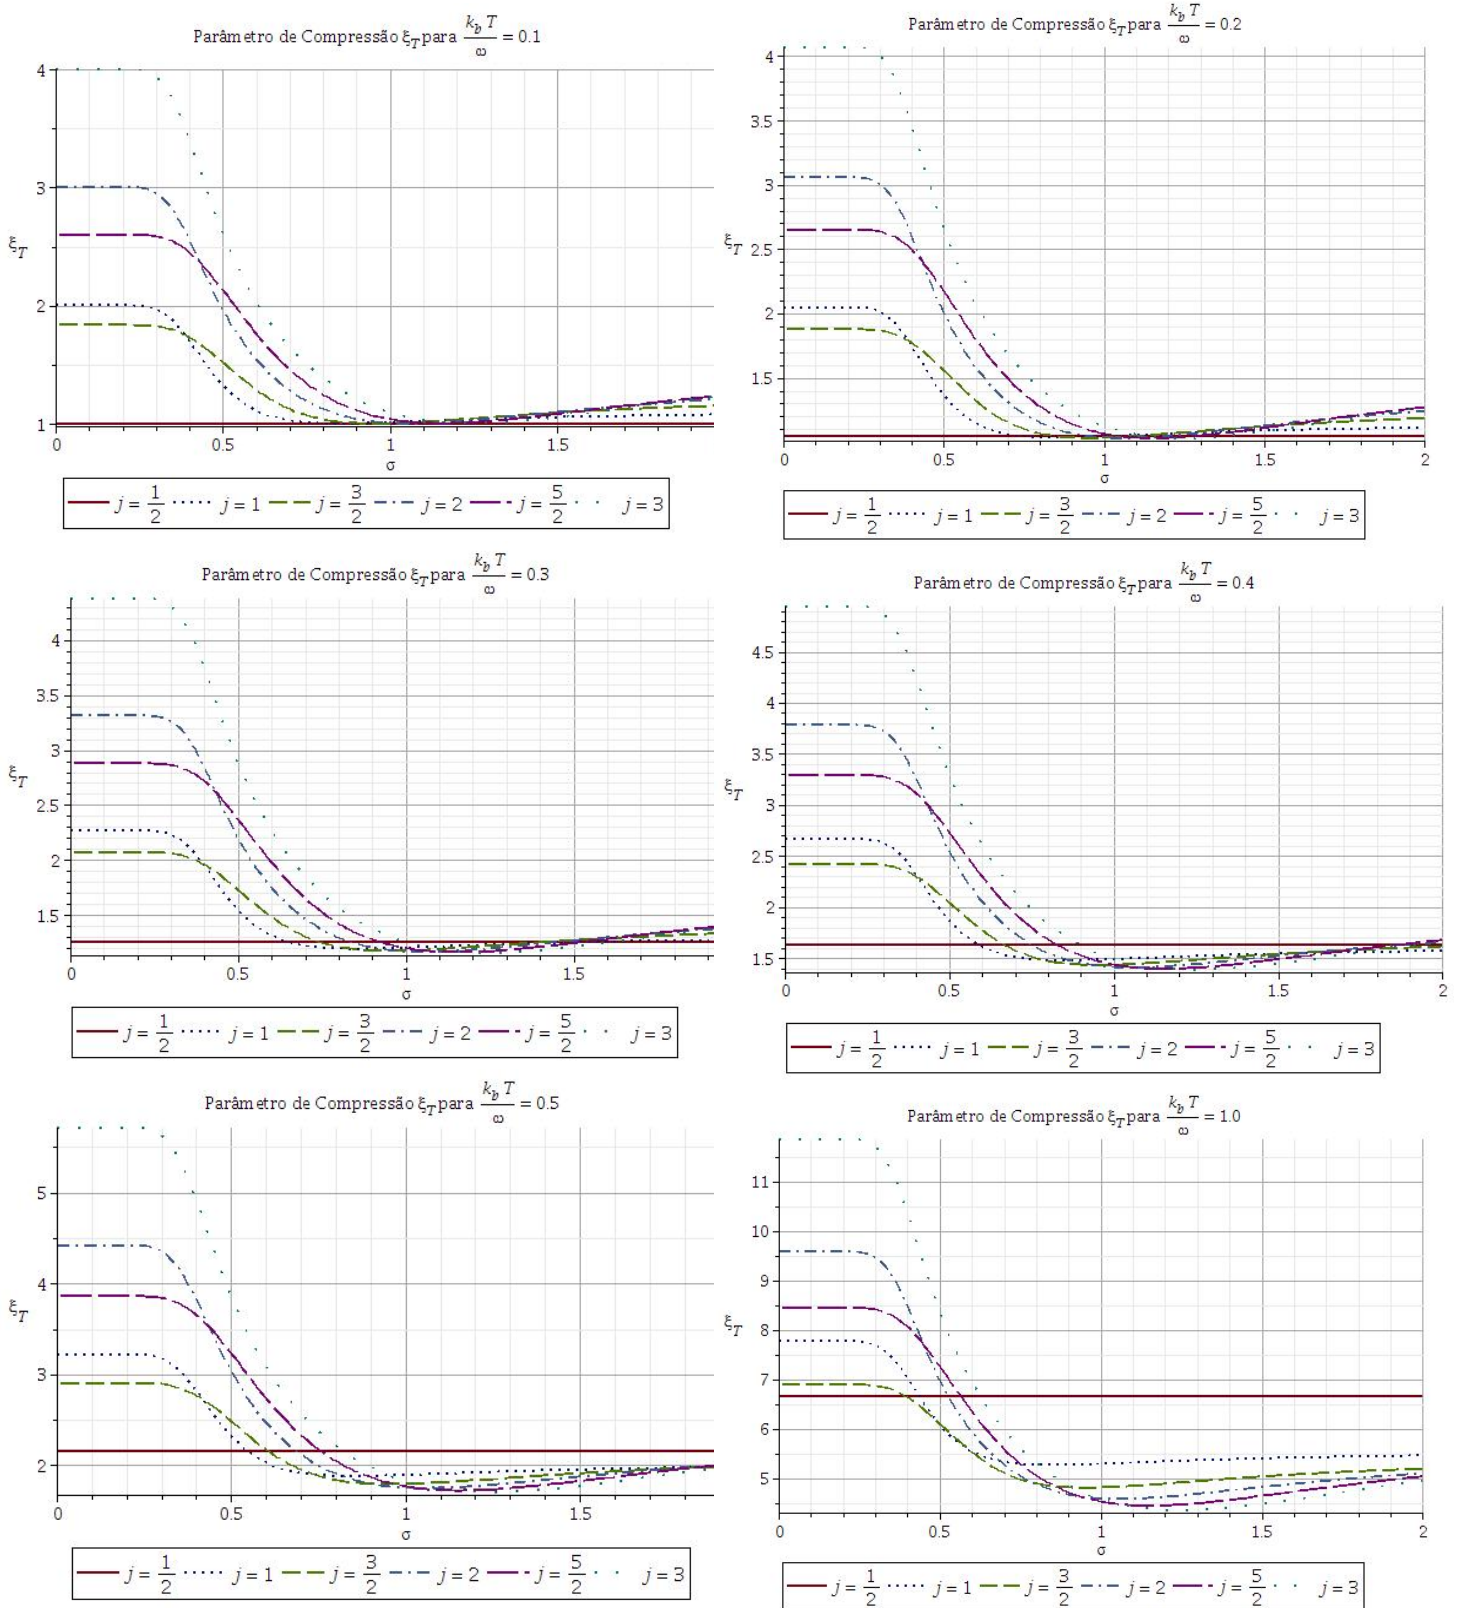 Parâmetro de Compressão ξ_T para k_b T / ω = 0.1
4
3
ξ_T
2
1
0 0.5 1 1.5
σ
j = 1/2 j = 1 j = 3/2 j = 2 j = 5/2 j = 3
Parâmetro de Compressão ξ_T para k_b T / ω = 0.2
4
3.5
3
2.5
ξ_T
2
1.5
0 0.5 1 1.5 2
σ
j = 1/2 j = 1 j = 3/2 j = 2 j = 5/2 j = 3
Parâmetro de Compressão ξ_T para k_b T / ω = 0.3
4
3.5
3
ξ_T
2.5
2
1.5
0 0.5 1 1.5
σ
j = 1/2 j = 1 j = 3/2 j = 2 j = 5/2 j = 3
Parâmetro de Compressão ξ_T para k_b T / ω = 0.4
4.5
4
3.5
ξ_T
3
2.5
2
1.5
0 0.5 1 1.5 2
σ
j = 1/2 j = 1 j = 3/2 j = 2 j = 5/2 j = 3
Parâmetro de Compressão ξ_T para k_b T / ω = 0.5
5
4
ξ_T
3
2
0 0.5 1 1.5
σ
j = 1/2 j = 1 j = 3/2 j = 2 j = 5/2 j = 3
Parâmetro de Compressão ξ_T para k_b T / ω = 1.0
11
10
9
8
ξ_T
7
6
5
0 0.5 1 1.5 2
σ
j = 1/2 j = 1 j = 3/2 j = 2 j = 5/2 j = 3